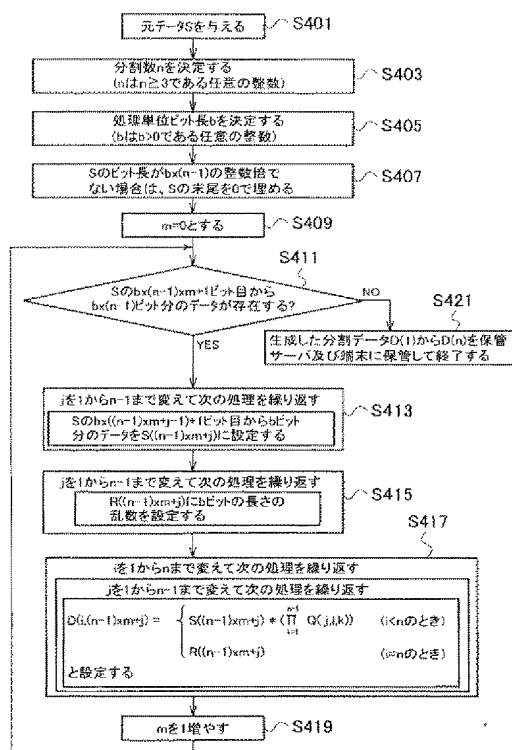 元データSを与える
S401
分割数nを決定する
(nはn≧3である任意の整数)
S403
処理単位ビット長bを決定する
(bはb>0である任意の整数)
S405
Sのビット長がb×(n-1)の整数倍で
ない場合は、Sの末尾を0で埋める
S407
m=0とする
S409
S411
Sのb×(n-1)×m+1ビット目から
b×(n-1)ビット分のデータが存在する?
NO
YES
S421
生成した分割データD(1)からD(n)を保管
サーバ及び端末に保管して終了する
jを1からn-1まで変えて次の処理を繰り返す
Sのb×((n-1)×m+j-1)+1ビット目からbビット
分のデータをS((n-1)×m+j)に設定する
S413
jを1からn-1まで変えて次の処理を繰り返す
R((n-1)×m+j)にbビットの長さの
乱数を設定する
S415
S417
iを1からnまで変えて次の処理を繰り返す
jを1からn-1まで変えて次の処理を繰り返す
D(i,(n-1)×m+j)=
S((n-1)×m+j)*(∏ Q(j,i,k)) (i<nのとき)
R((n-1)×m+j) (i=nのとき)
と設定する
mを1増やす
S419